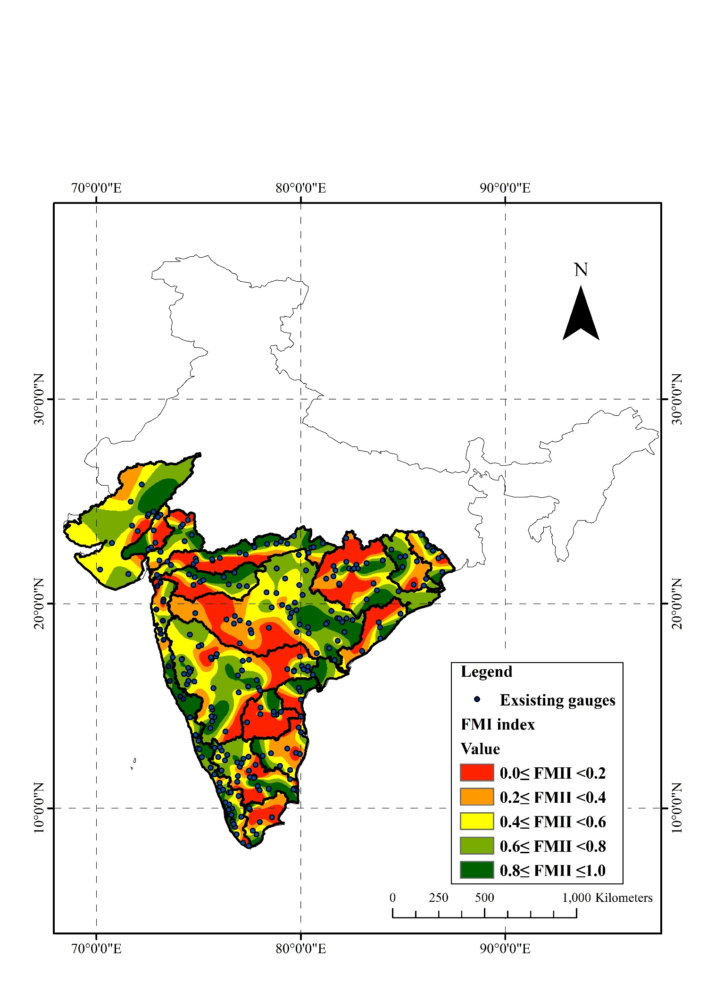 70°0'0"E 80°0'0"E 90°0'0"E
N
30°0'0"N 30°0'0"N
20°0'0"N 20°0'0"N
10°0'0"N 10°0'0"N
Legend
Exsisting gauges
FMI index
Value
0.0≤ FMII <0.2
0.2≤ FMII <0.4
0.4≤ FMII <0.6
0.6≤ FMII <0.8
0.8≤ FMII ≤1.0
0 250 500 1,000 Kilometers
70°0'0"E 80°0'0"E 90°0'0"E